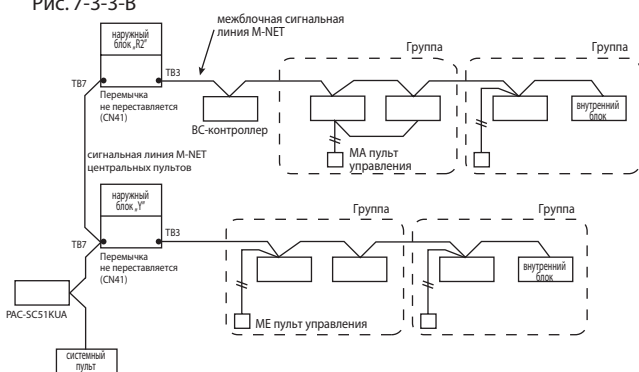 Рис. 7-3-3-B
наружный
блок „R2"
межблочная сигнальная
линия M-NET
Группа
Группа
TB7
TB3
Перемычка
не переставляется
(CN41)
BC-контроллер
внутренний
блок
MA пульт
управления
сигнальная линия M-NET
центральных пультов
наружный
блок „Y"
Группа
Группа
TB7
TB3
Перемычка
не переставляется
(CN41)
внутренний
блок
PAC-SC51KUA
ME пульт управления
системный
пульт